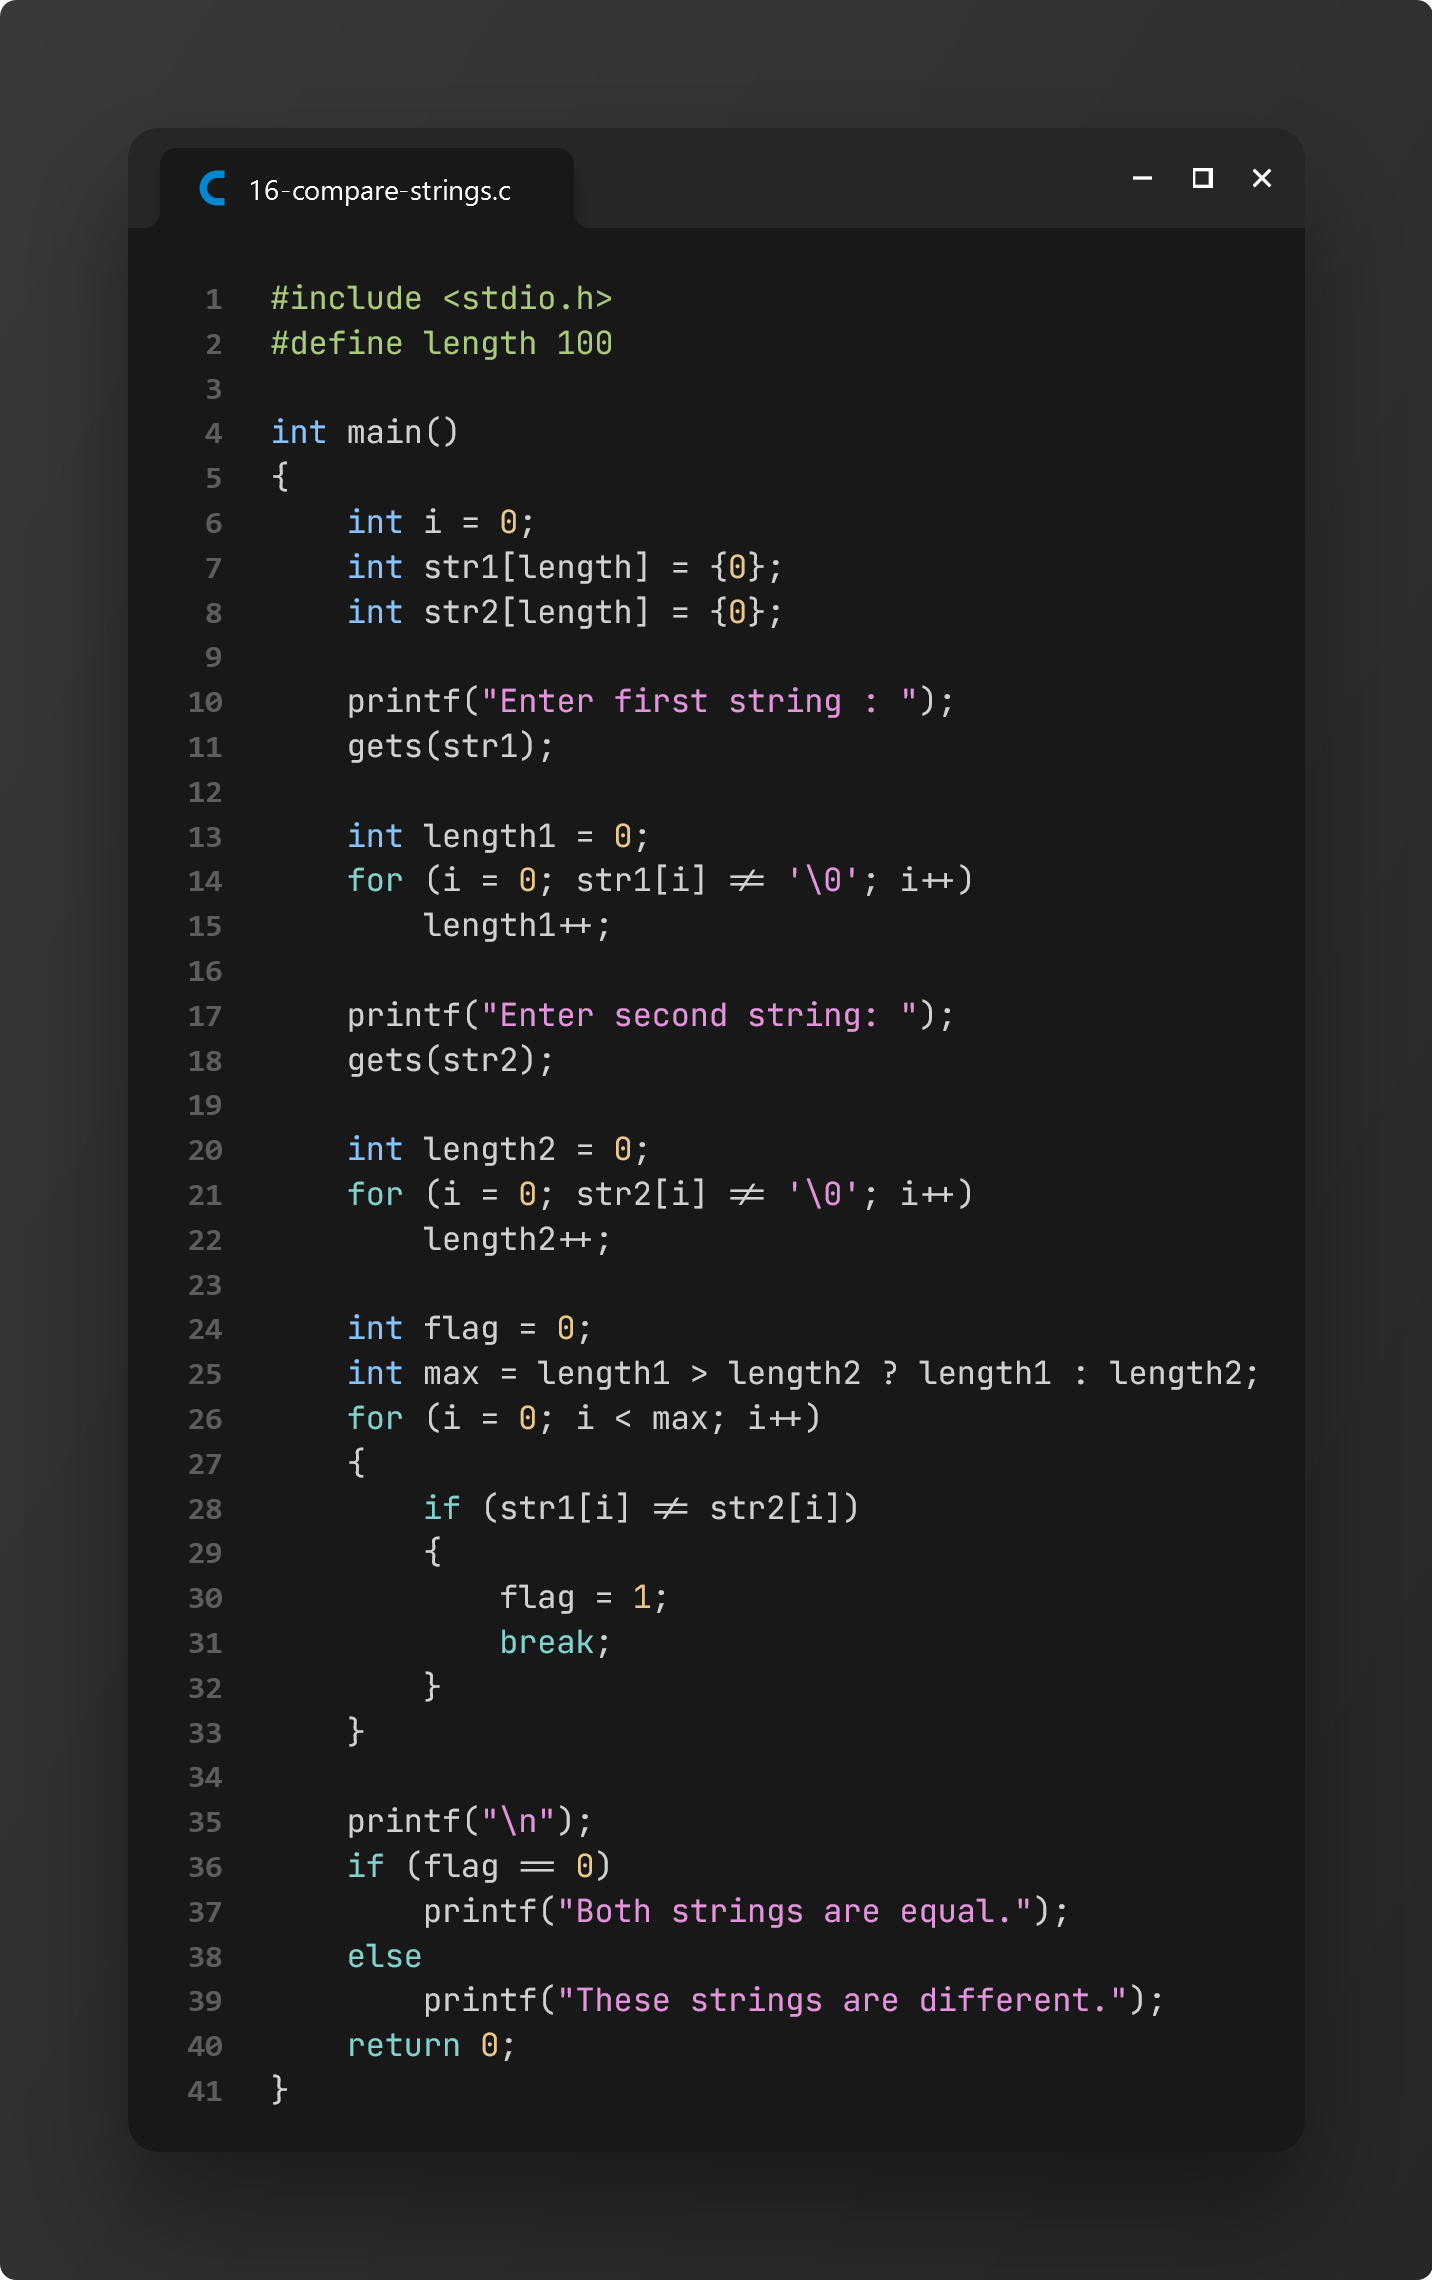 16-compare-strings.c
1 #include <stdio.h>
2 #define length 100
3
4 int main()
5 {
6     int i = 0;
7     int str1[length] = {0};
8     int str2[length] = {0};
9
10     printf("Enter first string : ");
11     gets(str1);
12
13     int length1 = 0;
14     for (i = 0; str1[i] != '\0'; i++)
15         length1++;
16
17     printf("Enter second string: ");
18     gets(str2);
19
20     int length2 = 0;
21     for (i = 0; str2[i] != '\0'; i++)
22         length2++;
23
24     int flag = 0;
25     int max = length1 > length2 ? length1 : length2;
26     for (i = 0; i < max; i++)
27     {
28         if (str1[i] != str2[i])
29         {
30             flag = 1;
31             break;
32         }
33     }
34
35     printf("\n");
36     if (flag == 0)
37         printf("Both strings are equal.");
38     else
39         printf("These strings are different.");
40     return 0;
41 }